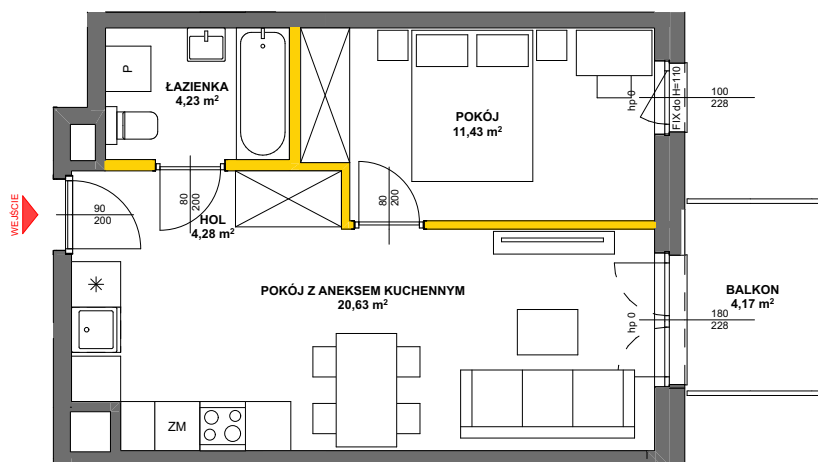 P
ŁAZIENKA
4,23 m²
POKÓJ
11,43 m²
hp 0
FIX do H=110
100
228
WEJŚCIE
90
200
80
200
HOL
4,28 m²
80
200
POKÓJ Z ANEKSEM KUCHENNYM
20,63 m²
hp 0
180
228
BALKON
4,17 m²
ZM